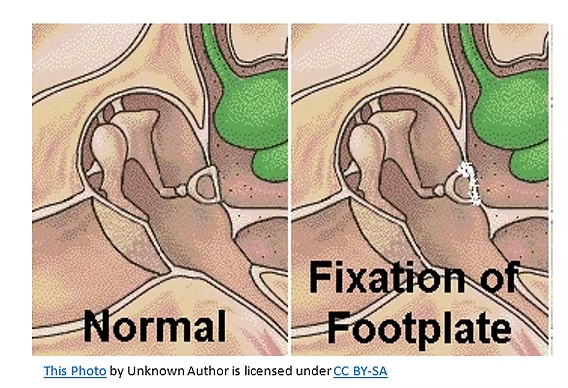 Normal
Fixation of
Footplate
This Photo by Unknown Author is licensed under CC BY-SA